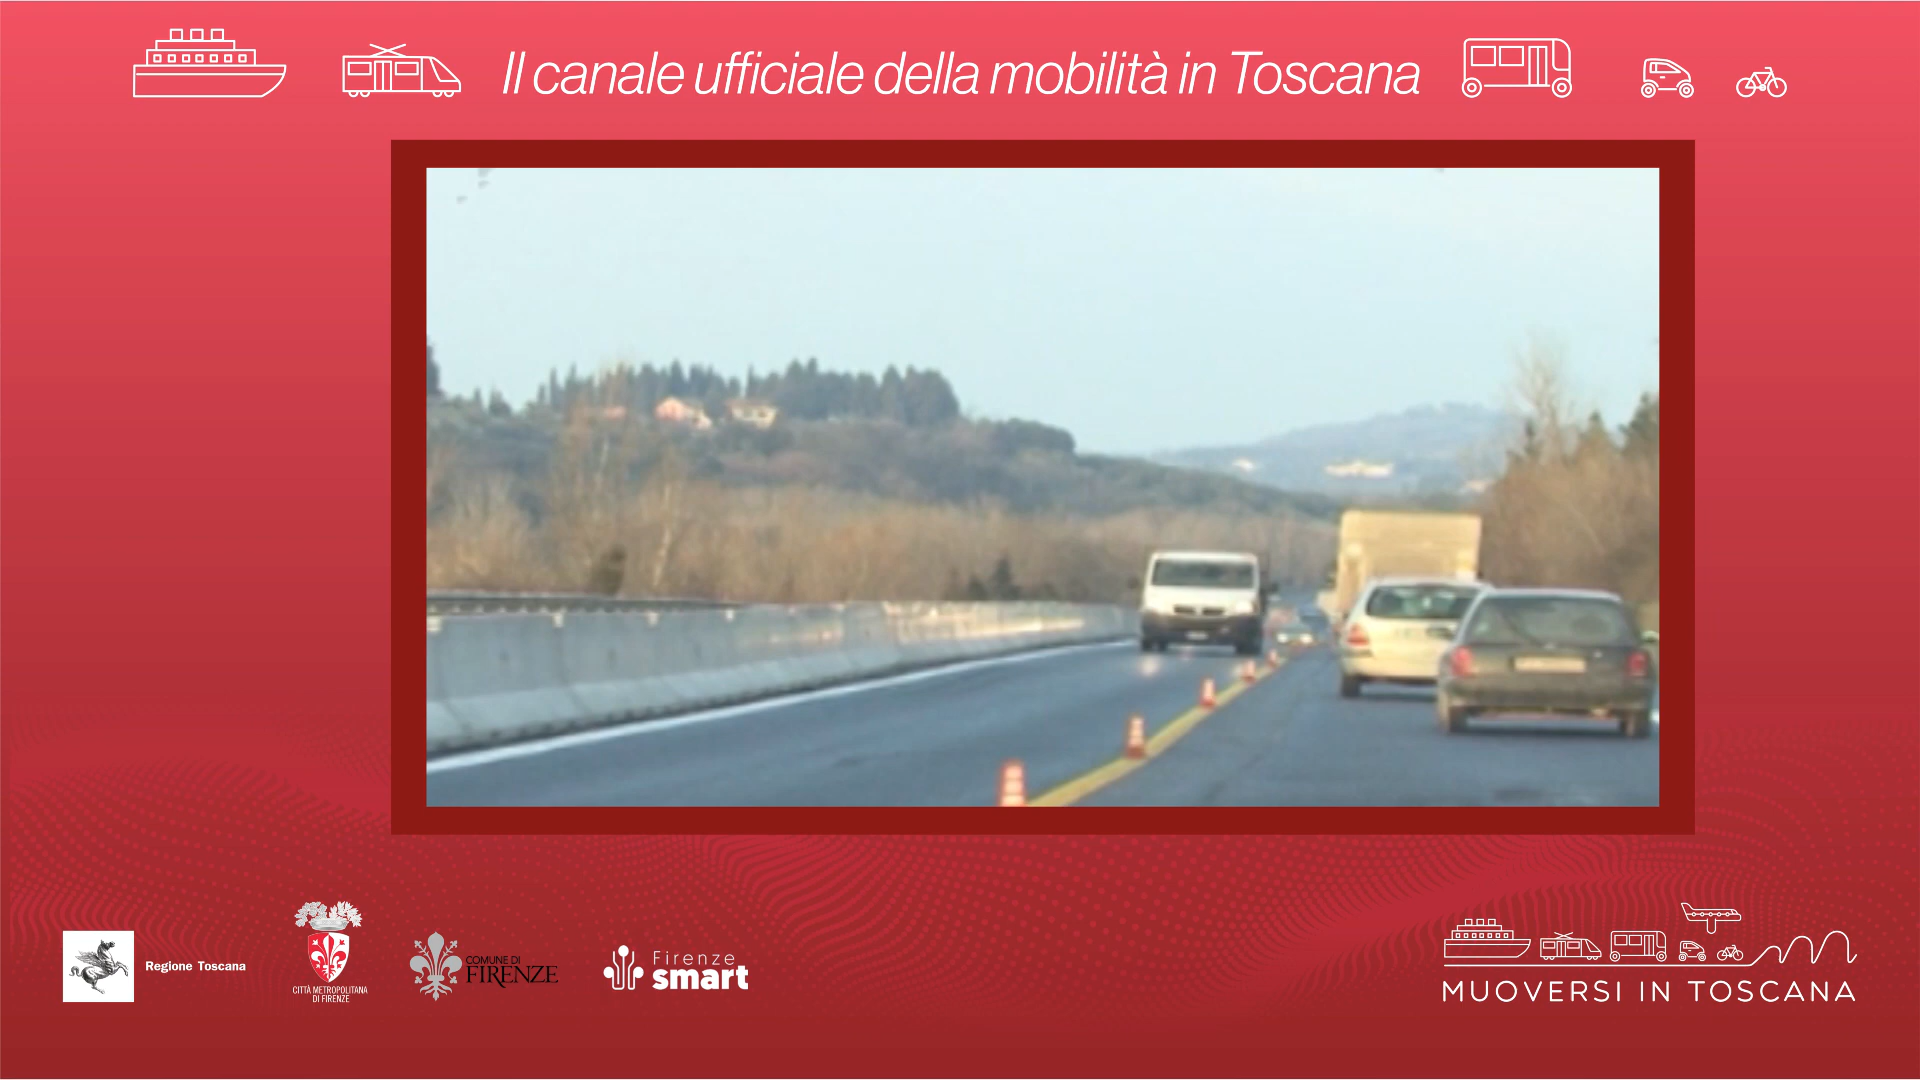 Il canale ufficiale della mobilità in Toscana
Regione Toscana
CITTÀ METROPOLITANA
DI FIRENZE
COMUNE DI
FIRENZE
Firenze
smart
MUOVERSI IN TOSCANA